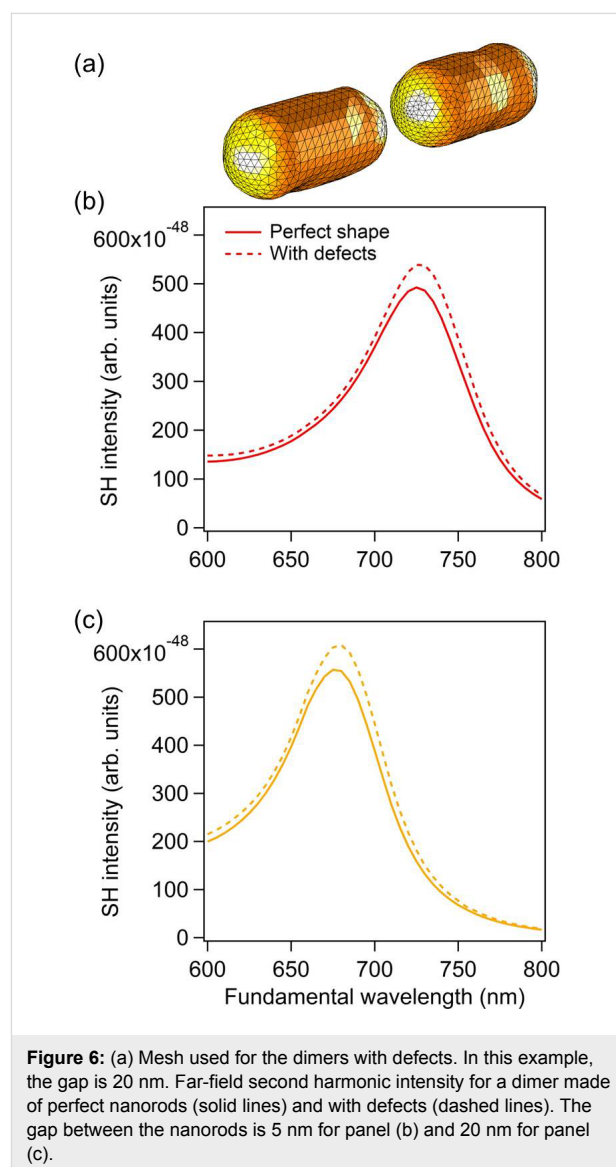 (a)
(b)
600x10⁻⁴⁸
Perfect shape
With defects
500
400
300
200
100
0
SH intensity (arb. units)
600 650 700 750 800
(c)
600x10⁻⁴⁸
500
400
300
200
100
0
SH intensity (arb. units)
600 650 700 750 800
Fundamental wavelength (nm)
Figure 6: (a) Mesh used for the dimers with defects. In this example,
the gap is 20 nm. Far-field second harmonic intensity for a dimer made
of perfect nanorods (solid lines) and with defects (dashed lines). The
gap between the nanorods is 5 nm for panel (b) and 20 nm for panel
(c).